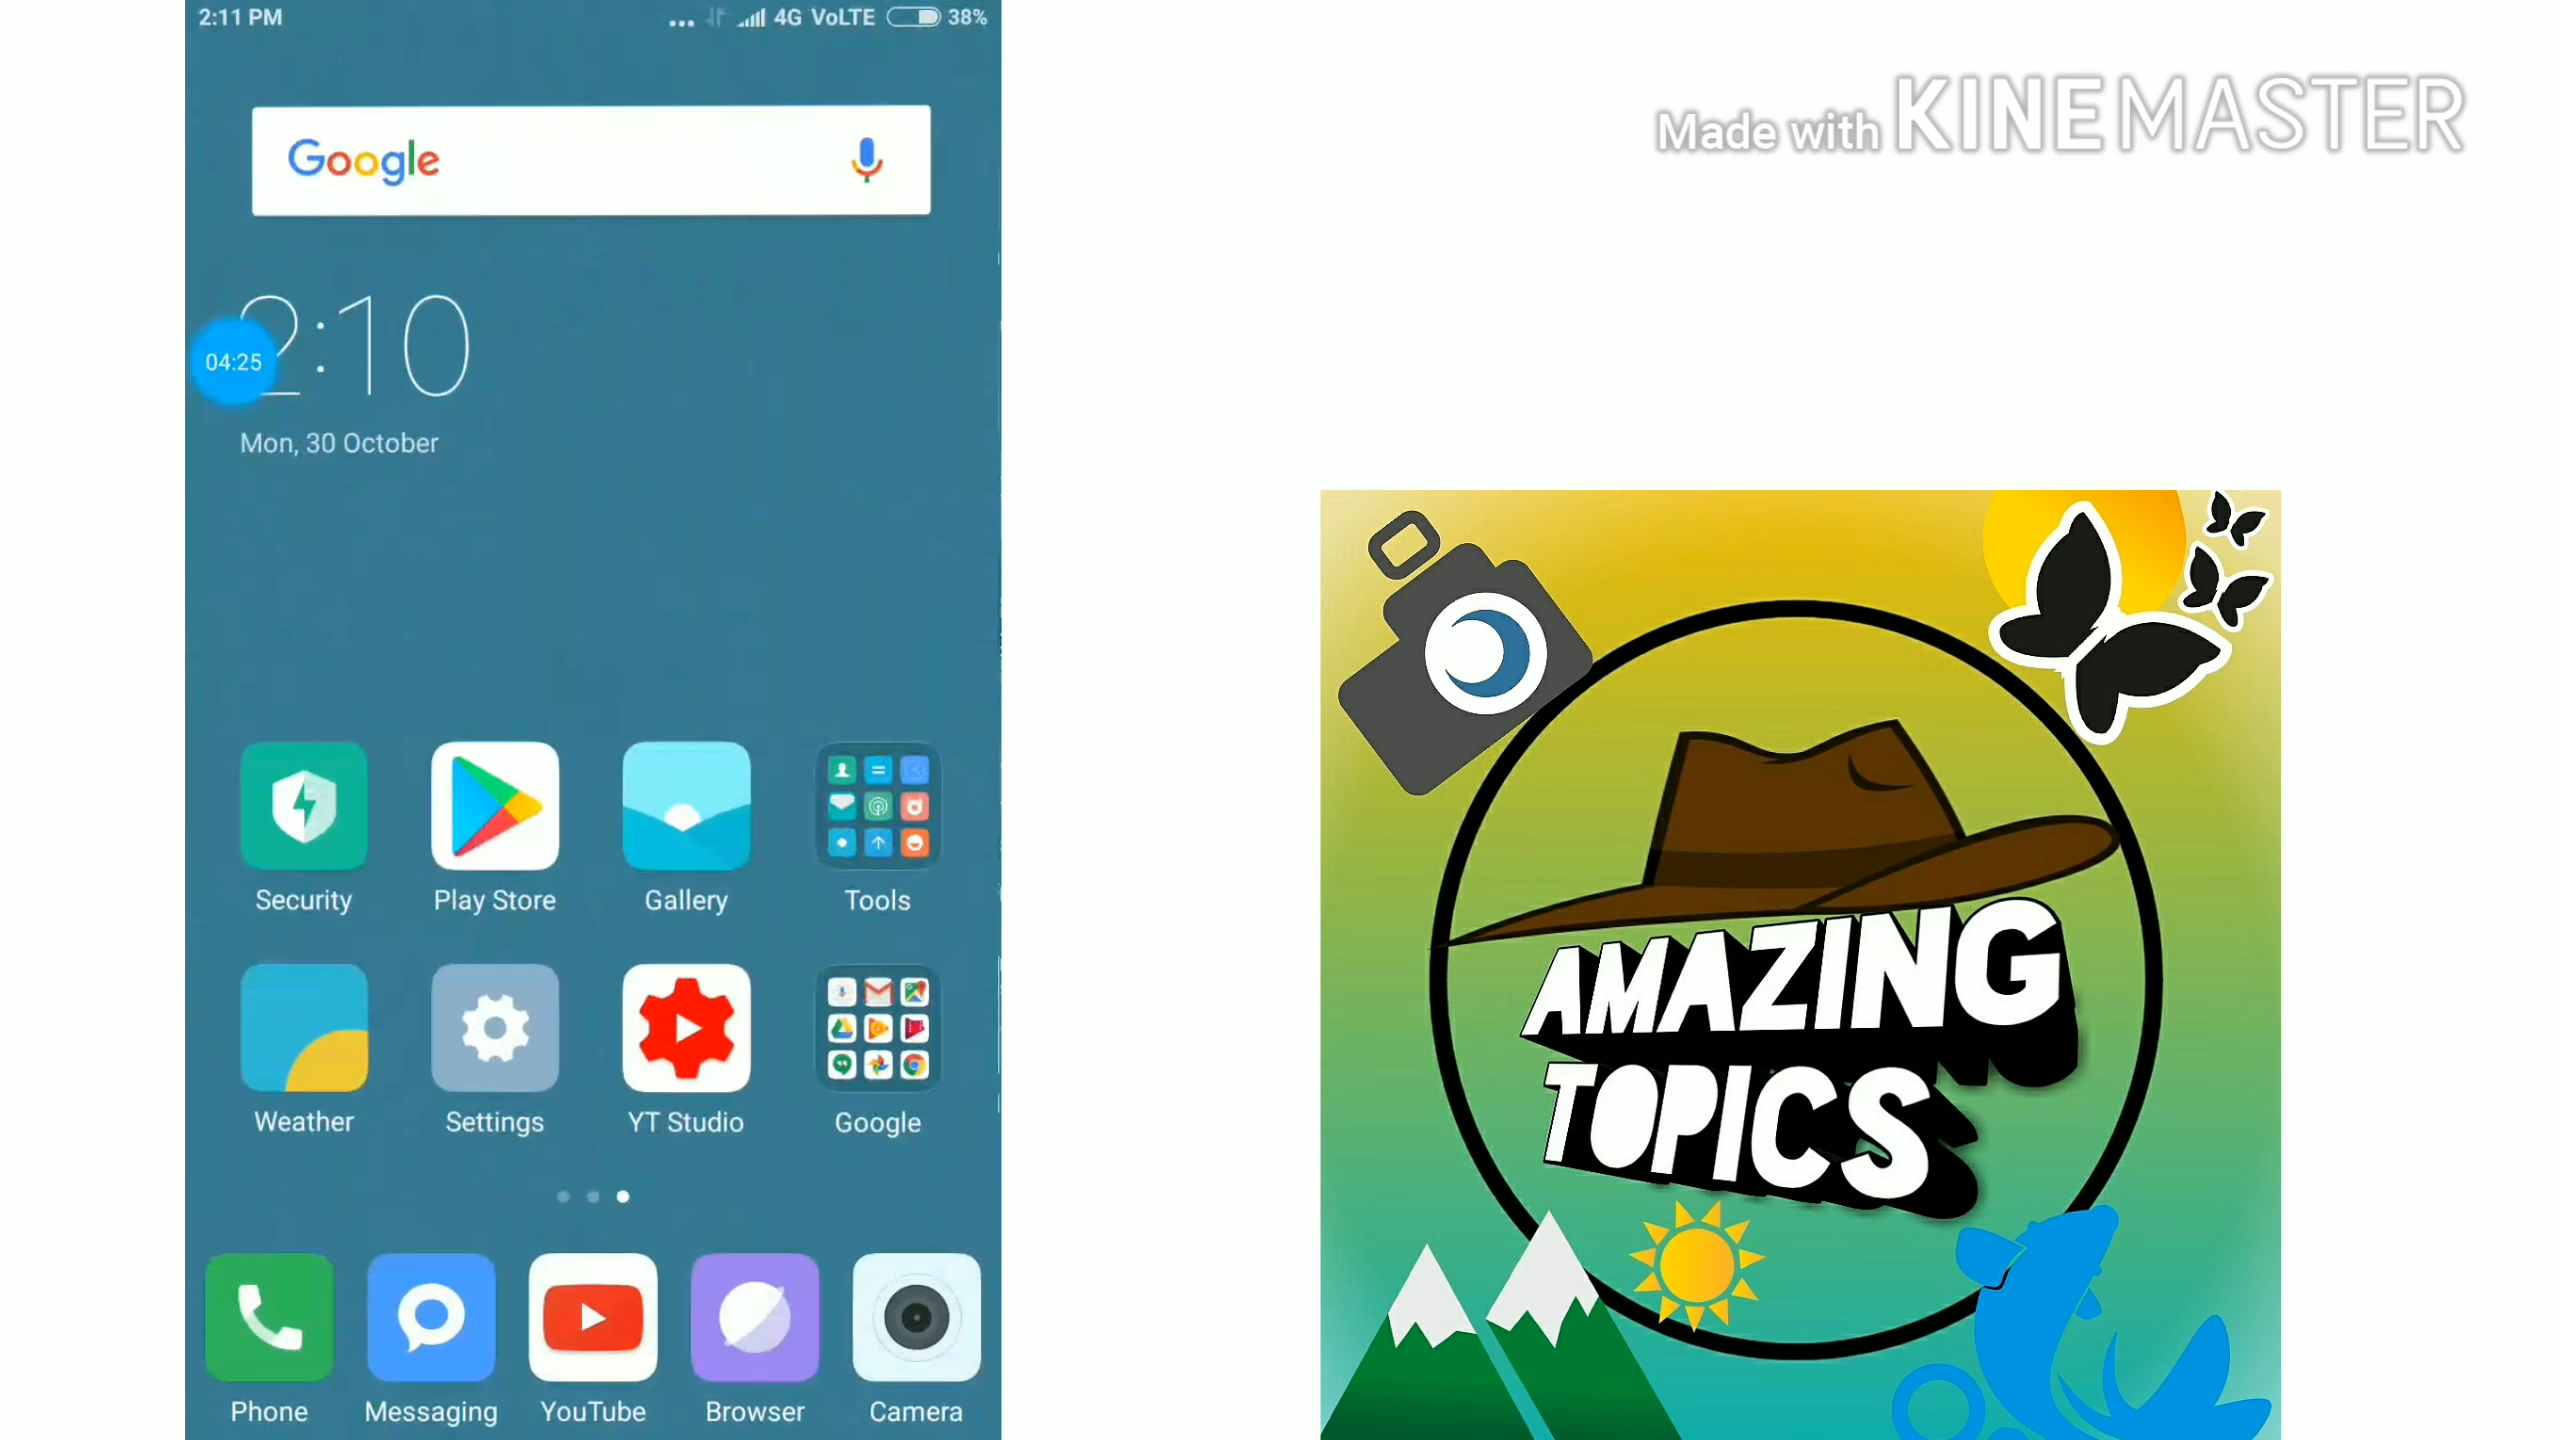 2:11 PM
... 4G VoLTE 38%
Google
2:10
04:25
Mon, 30 October
Security Play Store Gallery Tools
Weather Settings YT Studio Google
Phone Messaging YouTube Browser Camera
Made with KINEMASTER
AMAZING
TOPICS